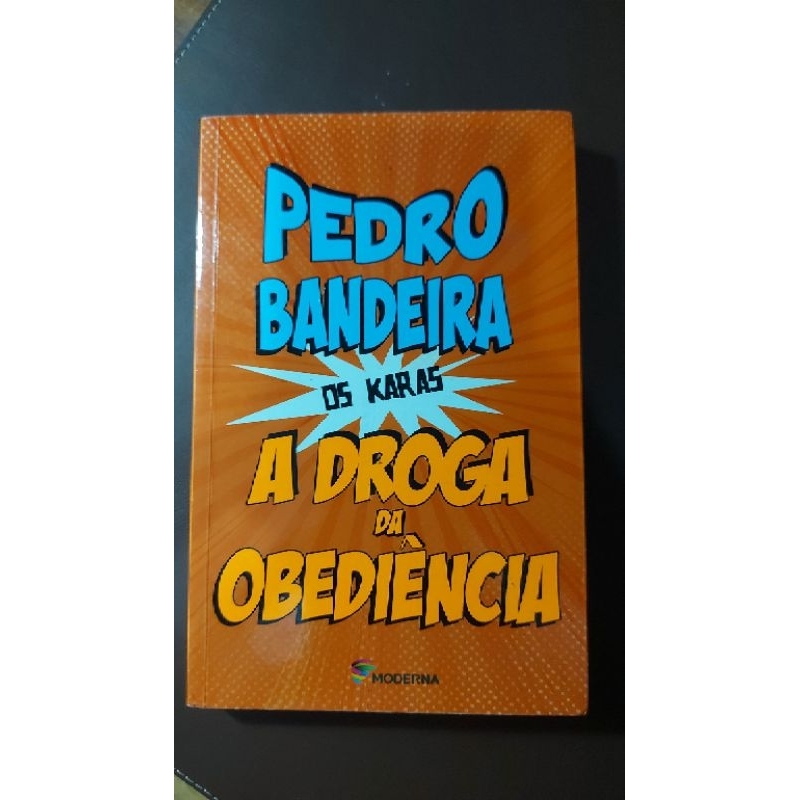 PEDRO
BANDEIRA
OS KARAS
A DROGA
DA
OBEDIÊNCIA
MODERNA